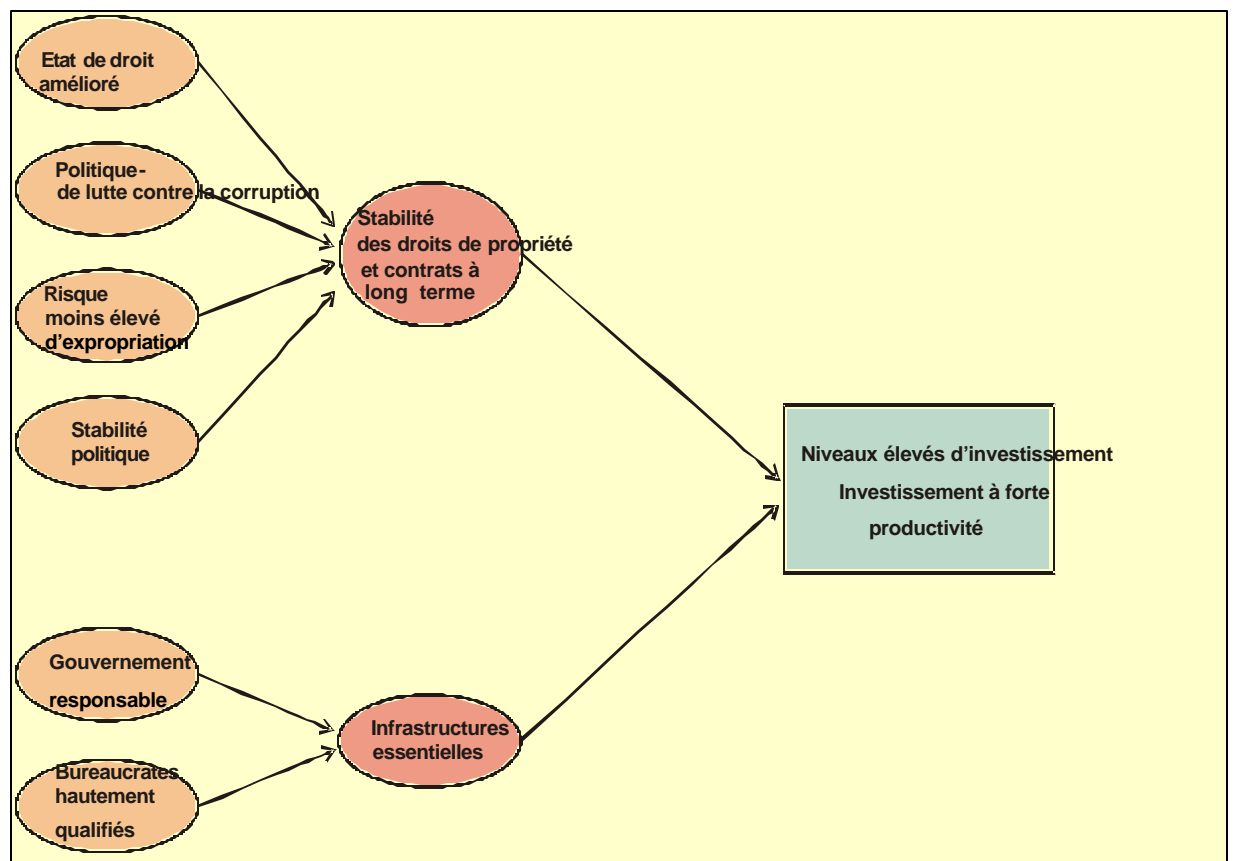 Etat de droit
amélioré
Politique-
de lutte contre la corruption
Risque
moins élevé
d’expropriation
Stabilité
politique
Stabilité
des droits de propriété
et contrats à
long terme
Niveaux élevés d’investissement
Investissement à forte
productivité
Gouvernement
responsable
Bureaucrates
hautement
qualifiés
Infrastructures
essentielles